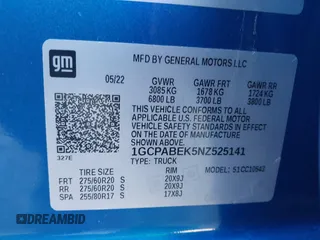 gm
MFD BY GENERAL MOTORS LLC
05/22
GVWR GAWR FRT GAWR RR
3085 KG 1678 KG 1724 KG
6800 LB 3700 LB 3800 LB
THIS VEHICLE CONFORMS TO ALL
APPLICABLE U.S. FEDERAL MOTOR
VEHICLE SAFETY STANDARDS IN EFFECT
ON THE DATE OF MANUFACTURE
SHOWN ABOVE.
1GCPABEK5NZ525141
327E
TYPE: TRUCK
TIRE SIZE RIM
FRT 275/60R20 S 20X9J
RR 275/60R20 S 20X9J
SPA 255/80R17 S 17X8J
DREAMBID